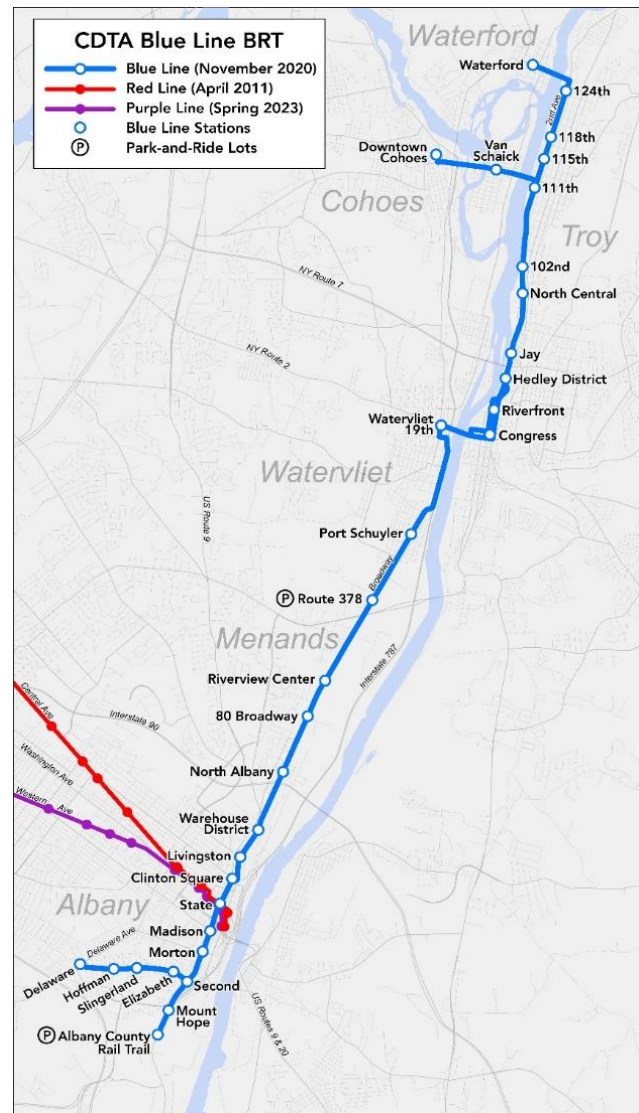 CDTA Blue Line BRT
Blue Line (November 2020)
Red Line (April 2011)
Purple Line (Spring 2023)
Blue Line Stations
P Park-and-Ride Lots
Waterford
Waterford
124th
2nd Ave
118th
115th
Downtown
Cohoes
Van
Schaick
111th
Cohoes
Troy
102nd
NY Route 7
North Central
NY Route 2
Jay
Hedley District
Riverfront
Watervliet
19th
Congress
Watervliet
US Route 9
Port Schuyler
Broadway
P Route 378
Menands
Interstate 787
Riverview Center
Central Ave
Interstate 90
80 Broadway
Washington Ave
North Albany
Western Ave
Warehouse
District
Livingston
Clinton Square
Albany
State
Madison
Delaware Ave
Morton
Delaware
Hoffman
Slingerland
Elizabeth
Second
US Routes 9 & 20
Mount
Hope
P Albany County
Rail Trail